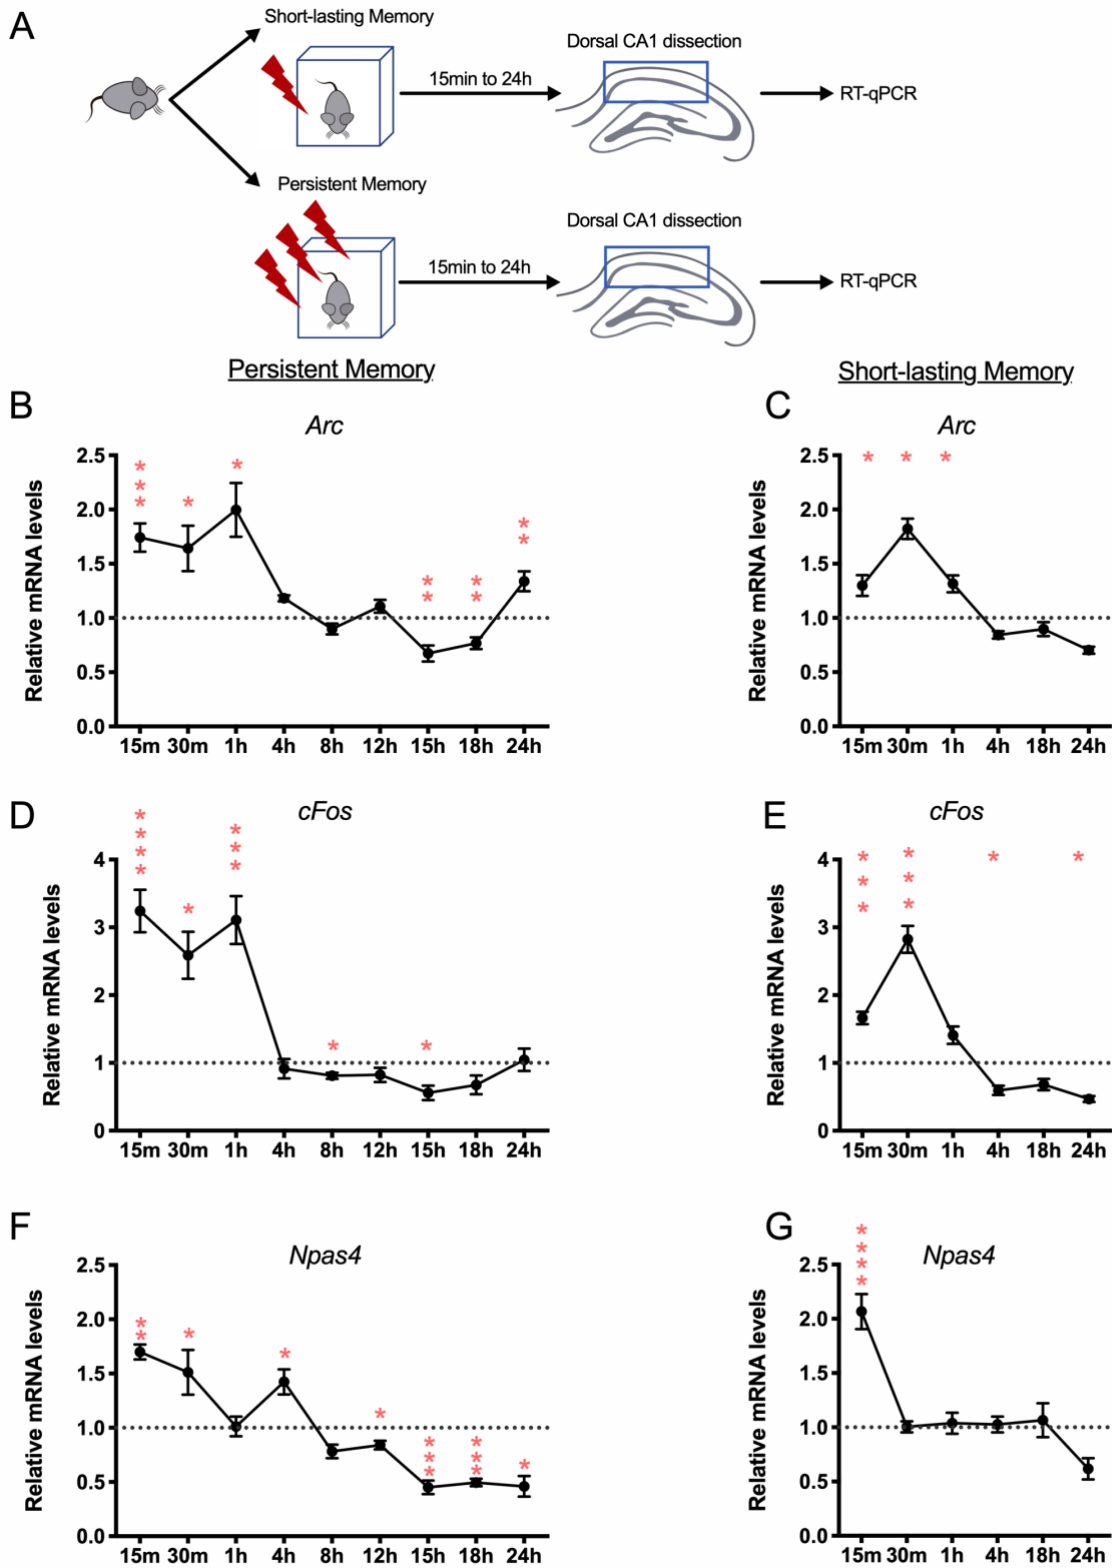 A
Short-lasting Memory
15min to 24h
Dorsal CA1 dissection
RT-qPCR
Persistent Memory
15min to 24h
Dorsal CA1 dissection
RT-qPCR
Persistent Memory
Short-lasting Memory
B
Arc
Relative mRNA levels
2.5
2.0
1.5
1.0
0.5
0.0
* * *
*
*
* *
* *
* *
15m 30m 1h 4h 8h 12h 15h 18h 24h
C
Arc
Relative mRNA levels
2.5
2.0
1.5
1.0
0.5
0.0
* * *
15m 30m 1h 4h 18h 24h
D
cFos
Relative mRNA levels
4
3
2
1
0
* * * *
*
* * *
*
*
15m 30m 1h 4h 8h 12h 15h 18h 24h
E
cFos
Relative mRNA levels
4
3
2
1
0
* * *
* * *
*
*
15m 30m 1h 4h 18h 24h
F
Npas4
Relative mRNA levels
2.5
2.0
1.5
1.0
0.5
0.0
* *
*
*
*
* * *
* * *
*
15m 30m 1h 4h 8h 12h 15h 18h 24h
G
Npas4
Relative mRNA levels
2.5
2.0
1.5
1.0
0.5
0.0
* * * *
15m 30m 1h 4h 18h 24h